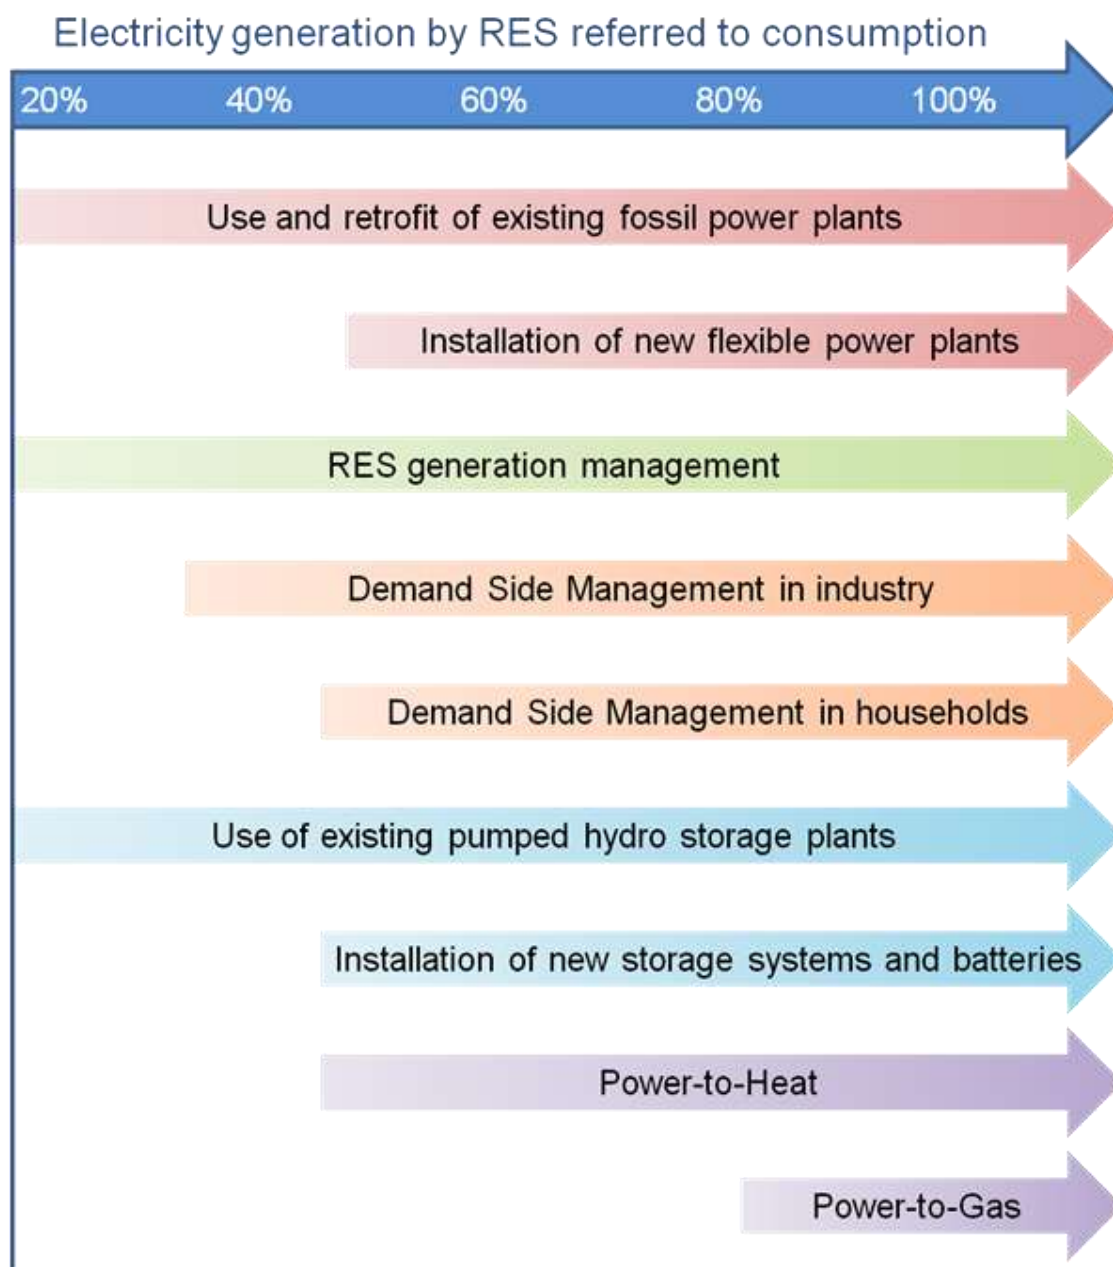 Electricity generation by RES referred to consumption
20% 40% 60% 80% 100%
Use and retrofit of existing fossil power plants
Installation of new flexible power plants
RES generation management
Demand Side Management in industry
Demand Side Management in households
Use of existing pumped hydro storage plants
Installation of new storage systems and batteries
Power-to-Heat
Power-to-Gas